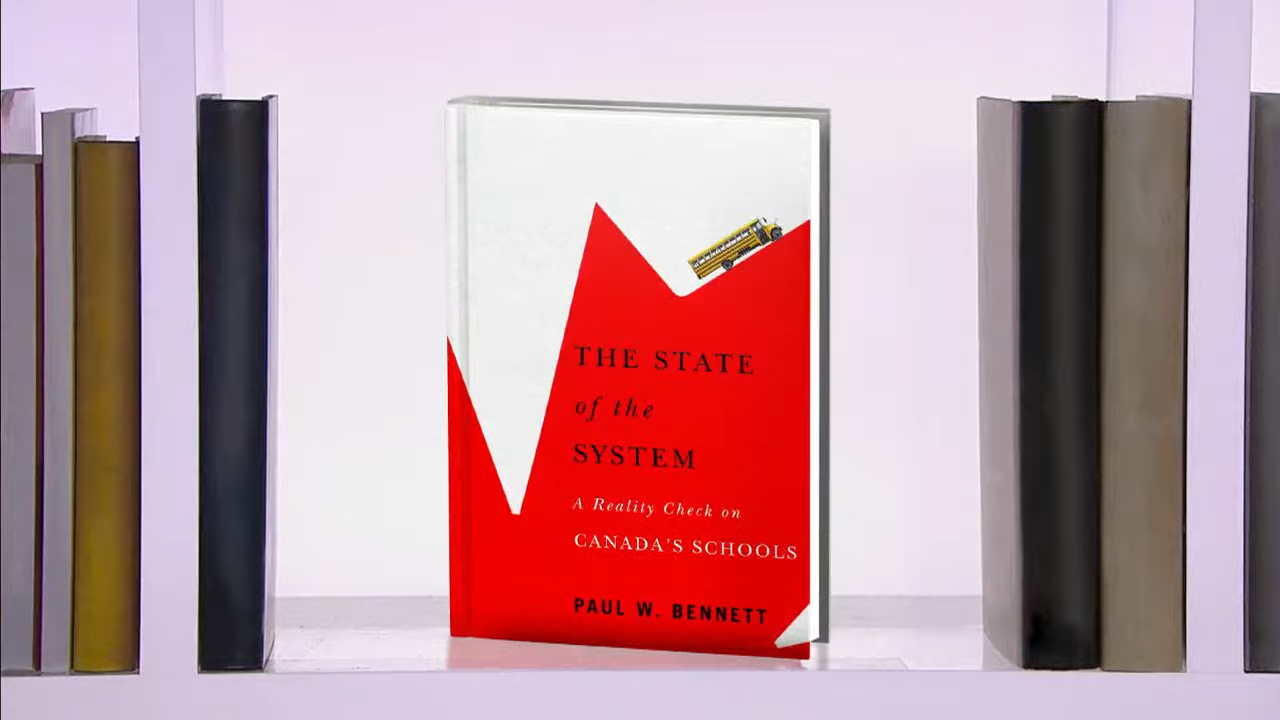 THE STATE
of the
SYSTEM
A Reality Check on
CANADA'S SCHOOLS
PAUL W. BENNETT